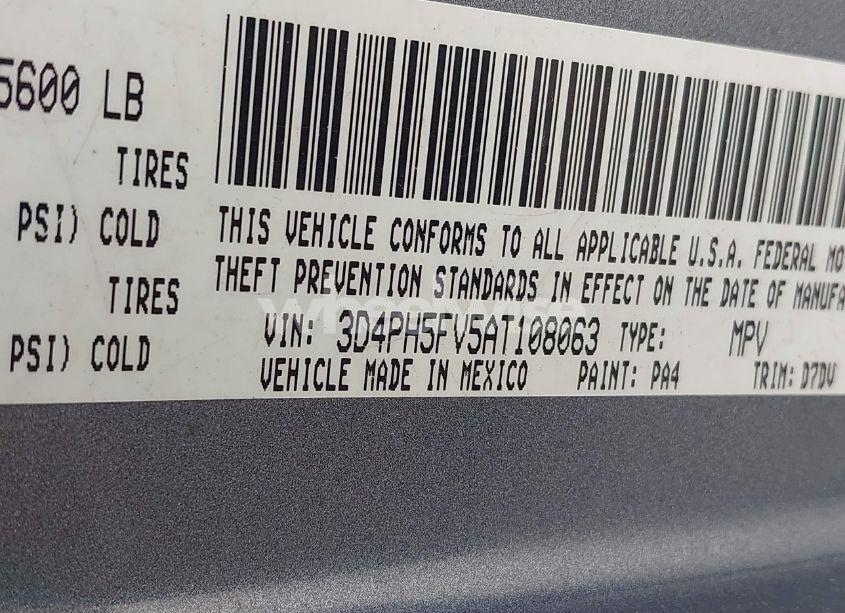 5600 LB
TIRES
PSI) COLD
TIRES
PSI) COLD
THIS VEHICLE CONFORMS TO ALL APPLICABLE U.S.A. FEDERAL MO
THEFT PREVENTION STANDARDS IN EFFECT ON THE DATE OF MANUFA
VIN: 3D4PH5FV5AT108063 TYPE: MPV
VEHICLE MADE IN MEXICO PAINT: PA4 TRIM: D7DV